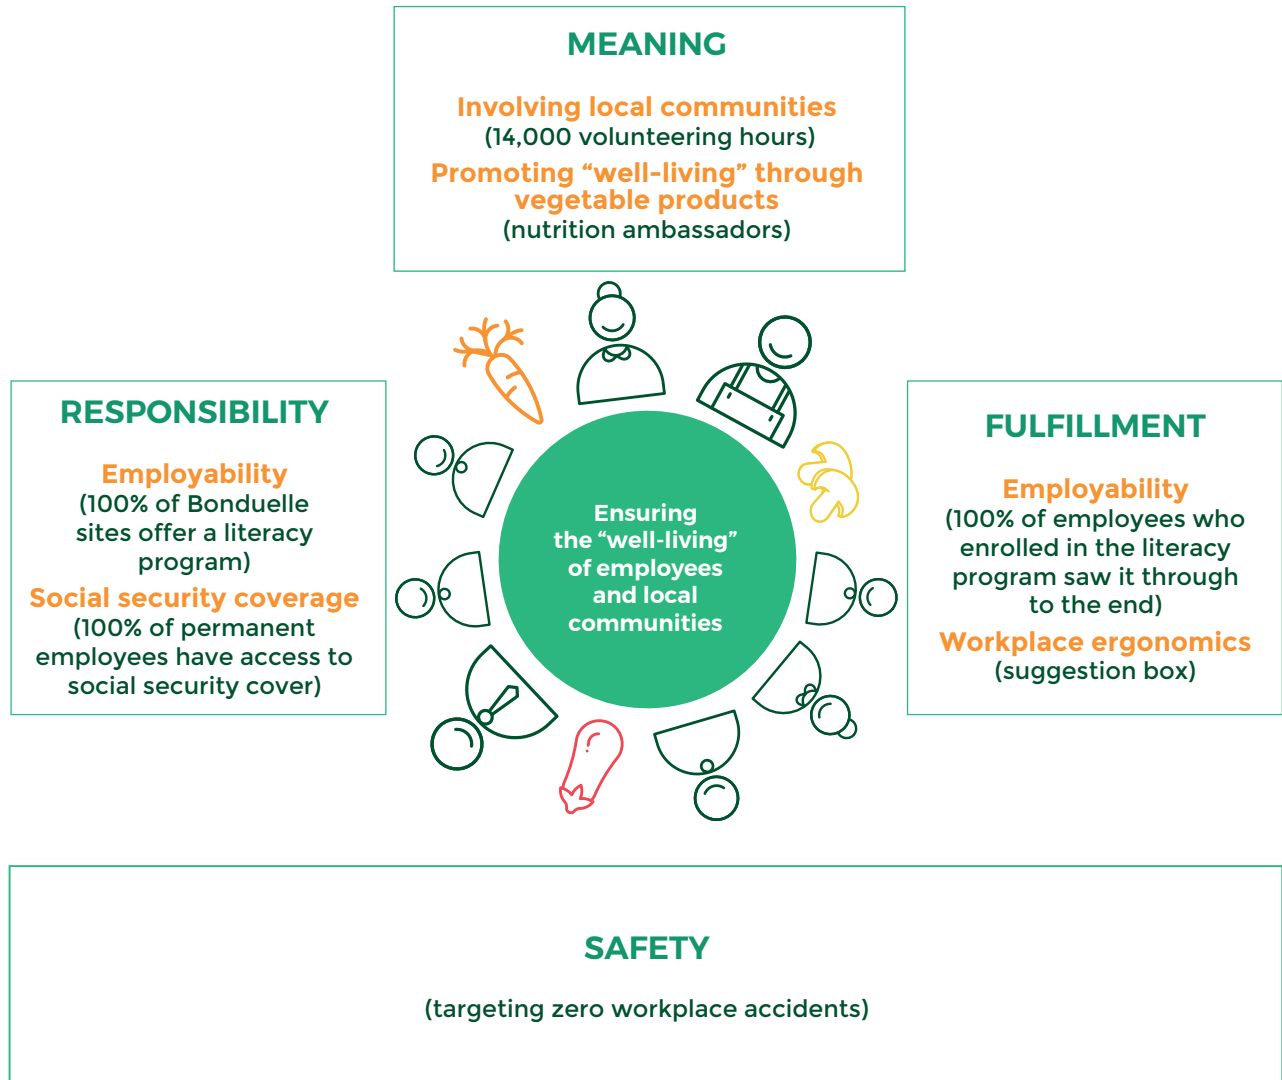 MEANING
Involving local communities
(14,000 volunteering hours)
Promoting “well-living” through
vegetable products
(nutrition ambassadors)
RESPONSIBILITY
Employability
(100% of Bonduelle
sites offer a literacy
program)
Social security coverage
(100% of permanent
employees have access to
social security cover)
Ensuring
the “well-living”
of employees
and local
communities
FULFILLMENT
Employability
(100% of employees who
enrolled in the literacy
program saw it through
to the end)
Workplace ergonomics
(suggestion box)
SAFETY
(targeting zero workplace accidents)